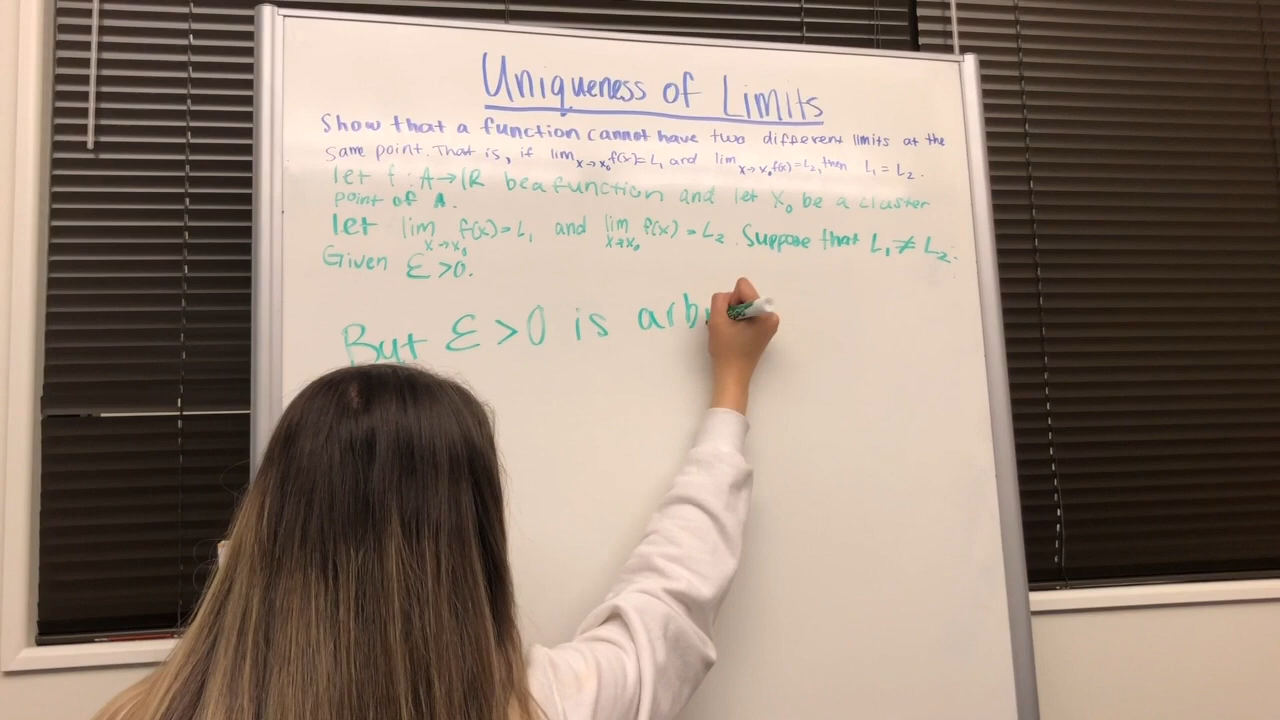 Uniqueness of Limits
Show that a function cannot have two different limits at the
same point. That is, if lim x→x₀ f(x)=L₁ and lim x→x₀ f(x)=L₂, then L₁ = L₂.
let f: A→ℝ be a function and let x₀ be a cluster
point of A.
let lim x→x₀ f(x)=L₁ and lim x→x₀ f(x)=L₂. Suppose that L₁ ≠ L₂.
Given ε>0.
But ε>0 is arb